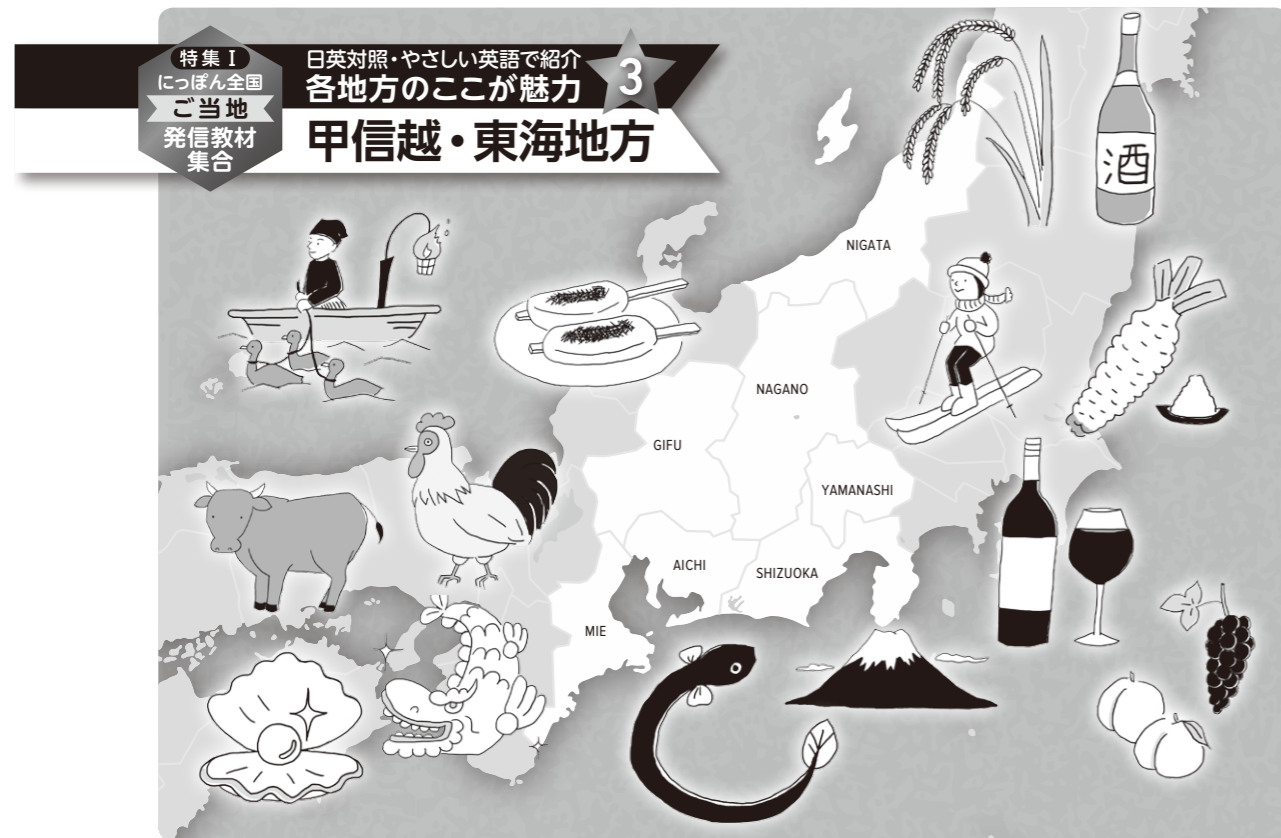 特集 I
にっぽん全国
ご当地
発信教材
集合
日英対照・やさしい英語で紹介
各地方のここが魅力
3
甲信越・東海地方
酒
NIGATA
NAGANO
GIFU
YAMANASHI
AICHI
SHIZUOKA
MIE